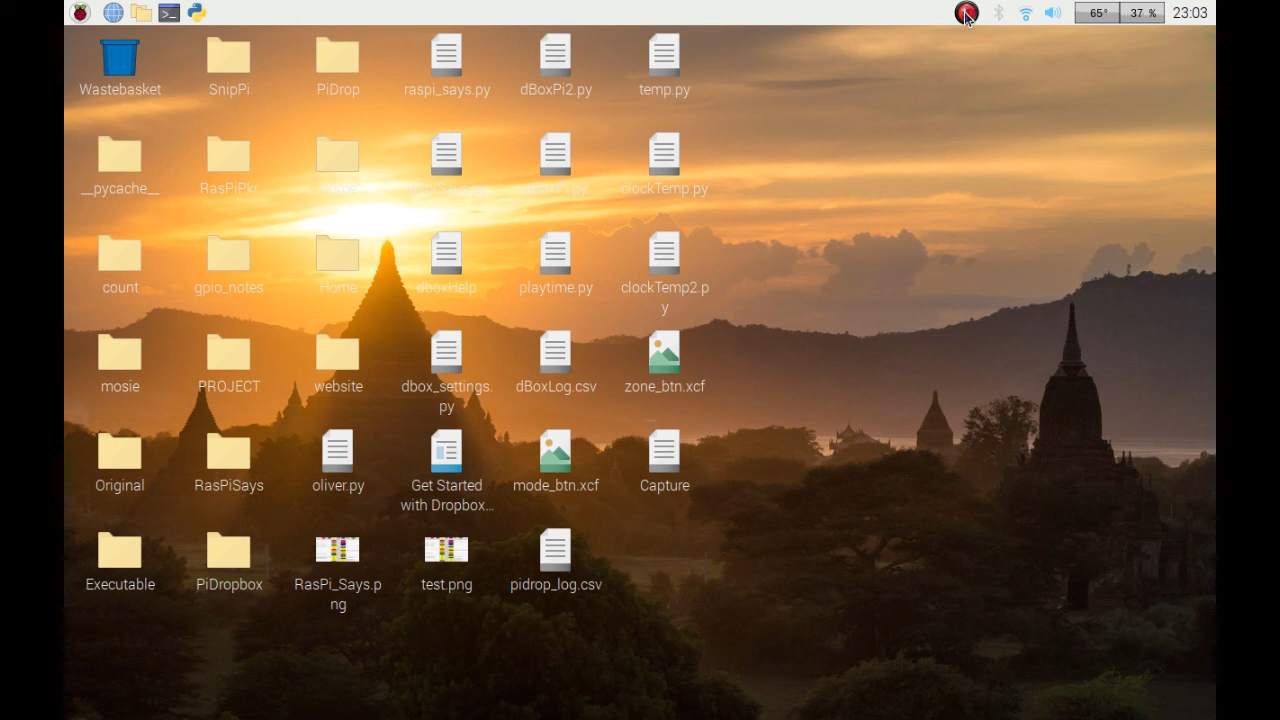 65° 37 % 23:03
Wastebasket SnipPi PiDrop raspi_says.py dBoxPi2.py temp.py
__pycache__ RasPiPkr clockTemp.py
count gpio_notes Home dboxHelp playtime.py clockTemp2.p
y
mosie PROJECT website dbox_settings. dBoxLog.csv zone_btn.xcf
py
Original RasPiSays oliver.py Get Started mode_btn.xcf Capture
with Dropbox...
Executable PiDropbox RasPi_Says.p test.png pidrop_log.csv
ng